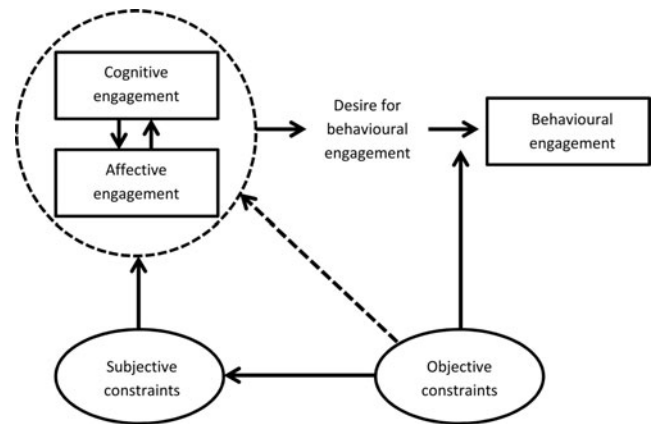 Cognitive
engagement
Affective
engagement
Desire for
behavioural
engagement
Behavioural
engagement
Subjective
constraints
Objective
constraints